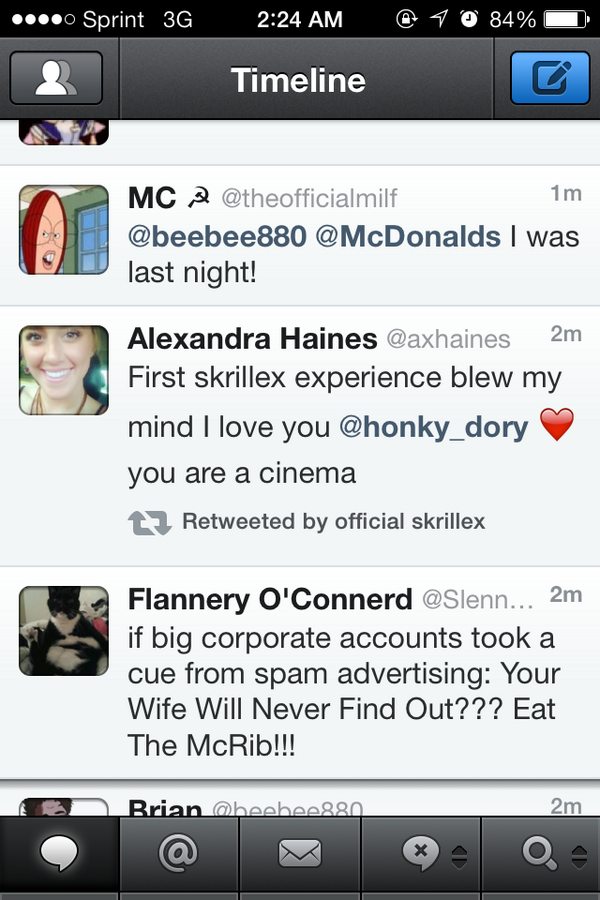 Sprint 3G 2:24 AM 84%
Timeline
MC ☭ @theofficialmilf 1m
@beebee880 @McDonalds I was
last night!
Alexandra Haines @axhaines 2m
First skrillex experience blew my
mind I love you @honky_dory ❤️
you are a cinema
Retweeted by official skrillex
Flannery O'Connerd @Slenn... 2m
if big corporate accounts took a
cue from spam advertising: Your
Wife Will Never Find Out??? Eat
The McRib!!!
Brian @beebee880 2m
@